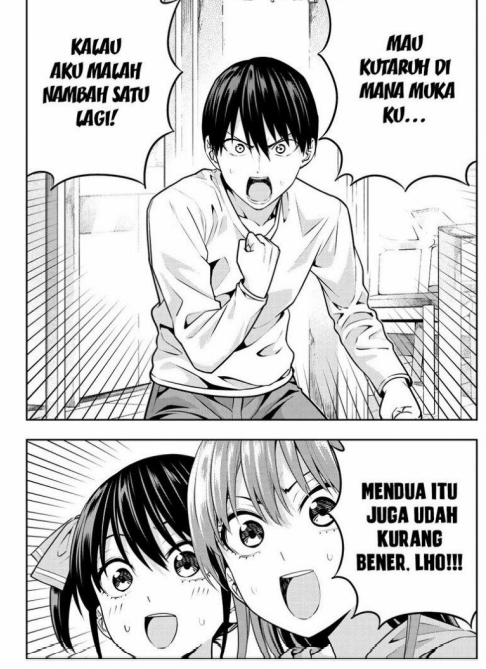 MAU
KUTARUH DI
MANA MUKA
KU...
KALAU
AKU MALAH
NAMBAH SATU
LAGI!
MENDUA ITU
JUGA UDAH
KURANG
BENER, LHO!!!